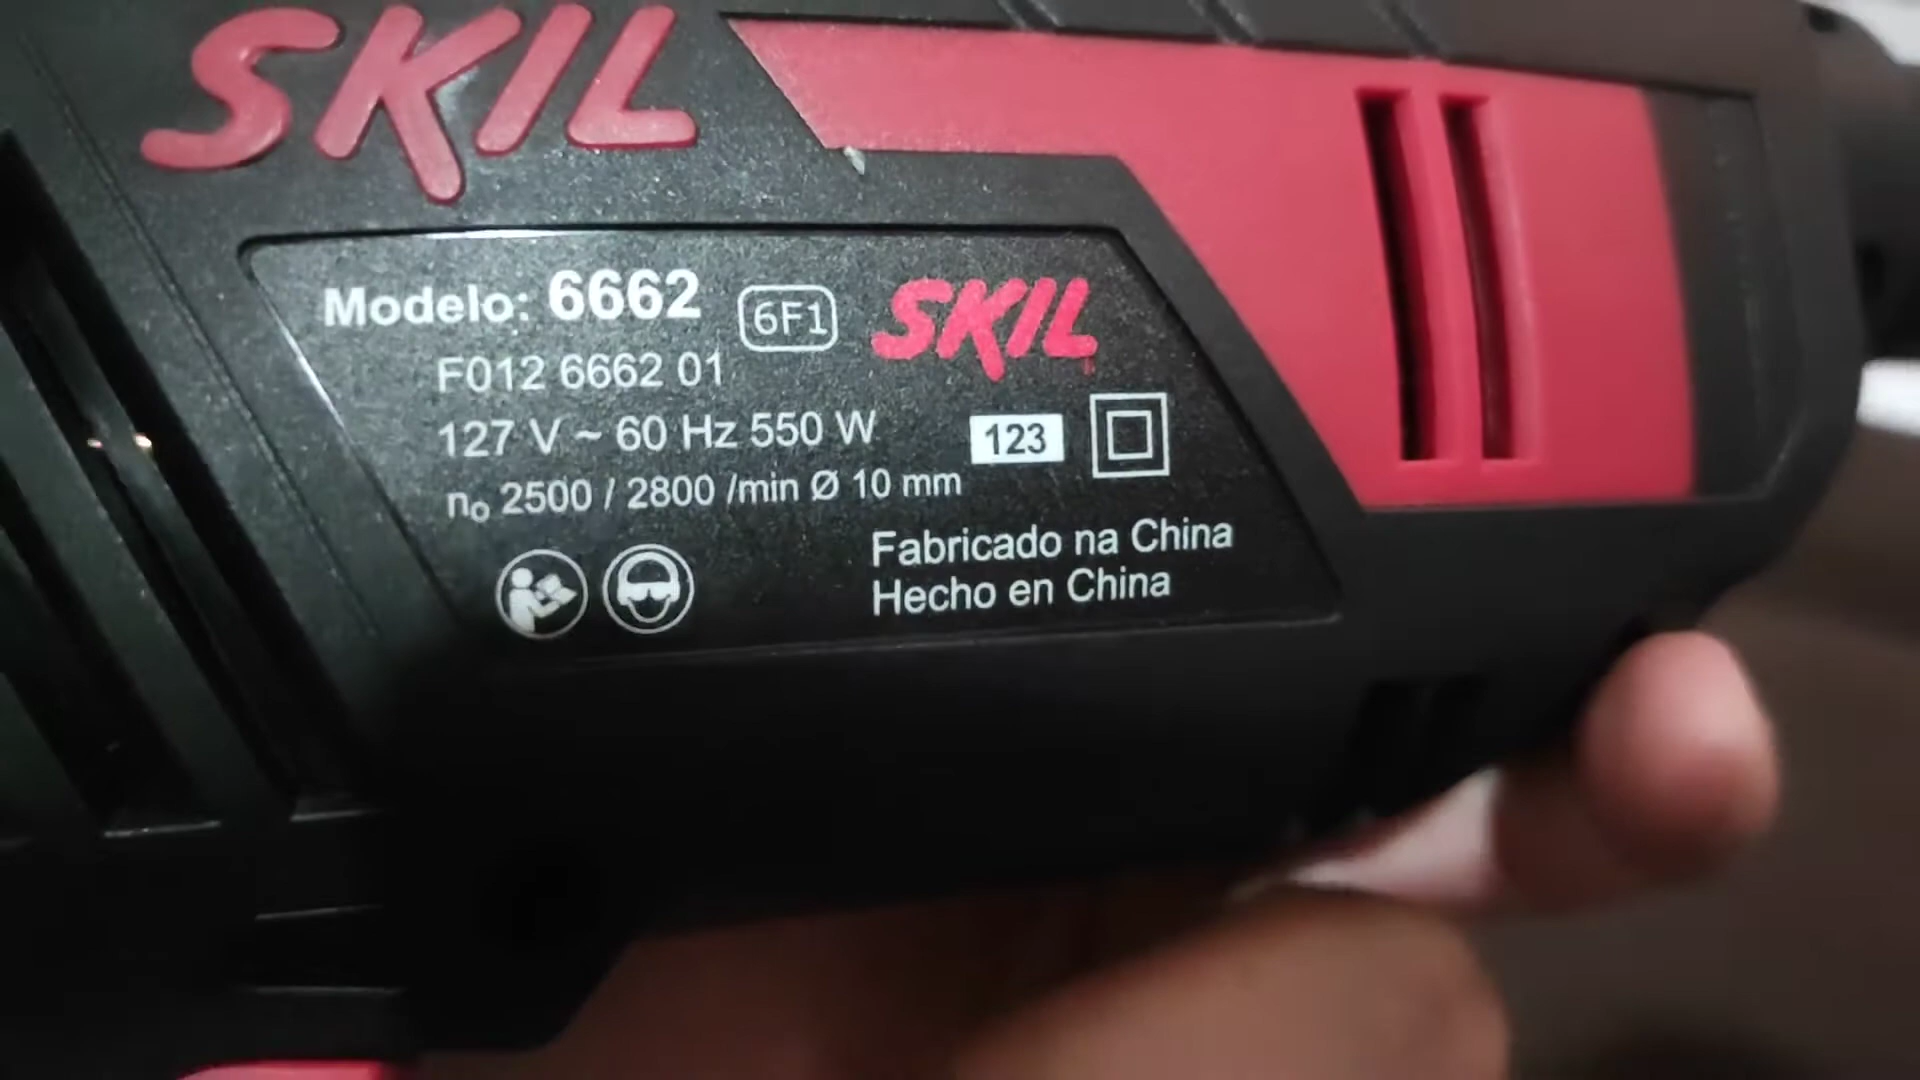 SKIL
Modelo: 6662 6F1 SKIL
F012 6662 01
127 V ~ 60 Hz 550 W 123
n₀ 2500 / 2800 /min Ø 10 mm
Fabricado na China
Hecho en China